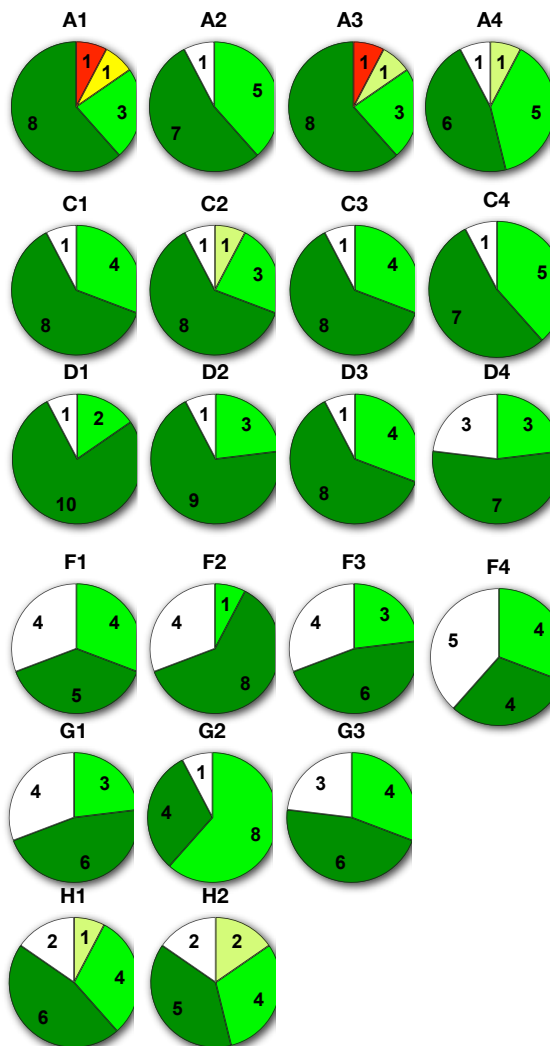 A1 A2 A3 A4
1 1 3 8 1 5 7 1 1 3 8 1 1 5 6
C1 C2 C3 C4
1 4 8 1 1 3 8 1 4 8 1 5 7
D1 D2 D3 D4
1 2 10 1 3 9 1 4 8 3 3 7
F1 F2 F3 F4
4 4 5 4 1 8 4 3 6 5 4 4
G1 G2 G3
4 3 6 1 4 8 3 4 6
H1 H2
2 1 4 6 2 2 4 5